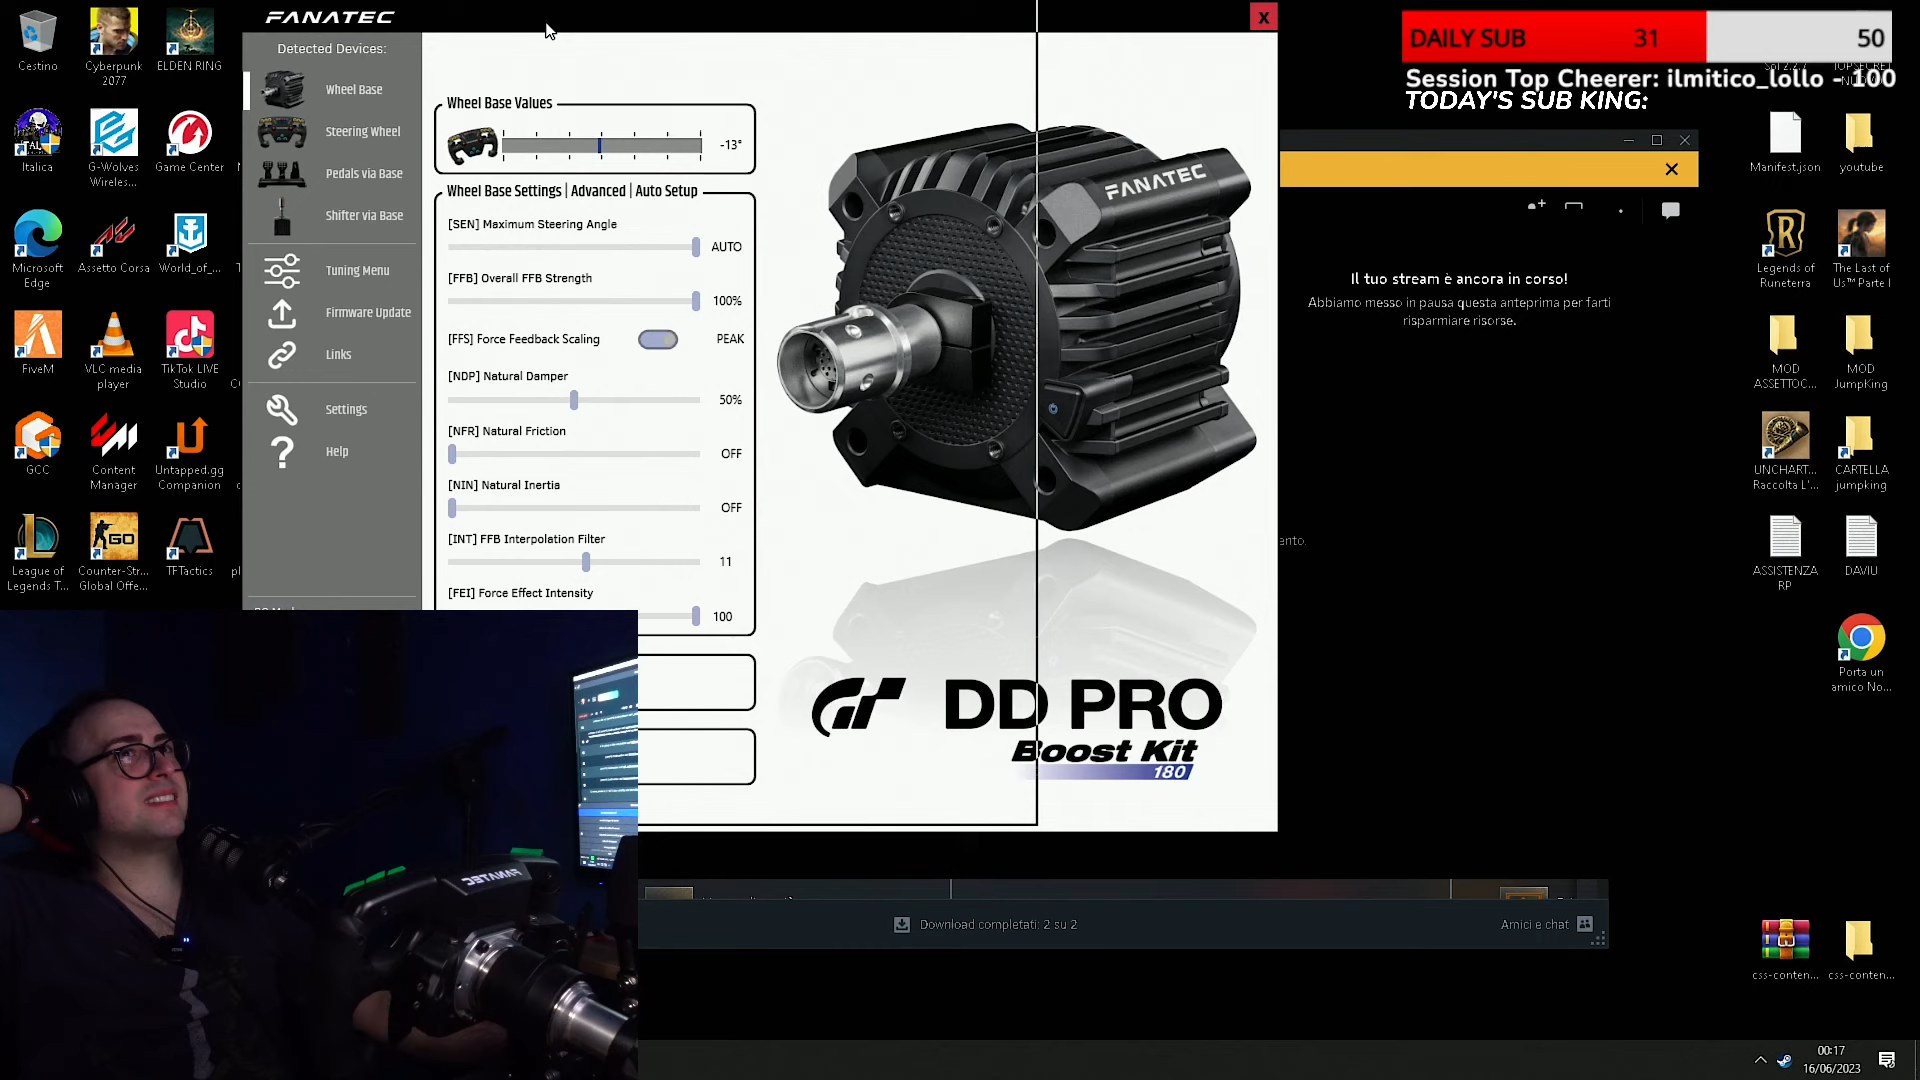 FANATEC
X
Detected Devices:
Wheel Base
Steering Wheel
Pedals via Base
Shifter via Base
Tuning Menu
Firmware Update
Links
Settings
Help
Wheel Base Values
-13°
Wheel Base Settings | Advanced | Auto Setup
[SEN] Maximum Steering Angle
AUTO
[FFB] Overall FFB Strength
100%
[FFS] Force Feedback Scaling
PEAK
[NDP] Natural Damper
50%
[NFR] Natural Friction
OFF
[NIN] Natural Inertia
OFF
[INT] FFB Interpolation Filter
11
[FEI] Force Effect Intensity
100
FANATEC
DD PRO
Boost Kit
180
DAILY SUB 31 50
Session Top Cheerer: ilmitico_lollo - 100
TODAY'S SUB KING:
Il tuo stream è ancora in corso!
Abbiamo messo in pausa questa anteprima per farti
risparmiare risorse.
Download completati: 2 su 2
Amici e chat
Cestino
Cyberpunk
2077
ELDEN RING
Italica
G-Wolves
Wireles...
Game Center
Microsoft
Edge
Assetto Corsa
World_of_...
FiveM
VLC media
player
TikTok LIVE
Studio
GCC
Content
Manager
Untapped.gg
Companion
League of
Legends T...
GO
Counter-Str...
Global Offe...
TFTactics
Manifest.json
youtube
Legends of
Runeterra
The Last of
Us™ Parte I
MOD
ASSETTOC...
MOD
JumpKing
UNCHART...
Raccolta L'...
CARTELLA
jumpking
ASSISTENZA
RP
DAVIU
Porta un
amico No...
css-conten...
css-conten...
FANATEC
00:17
16/06/2023